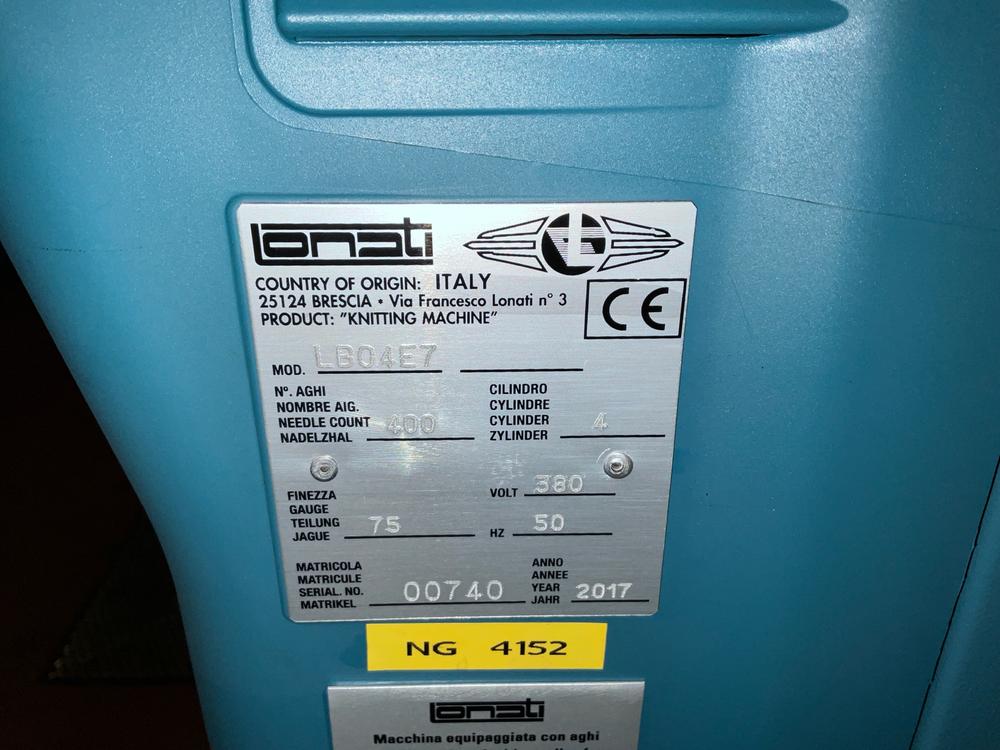 Lonati
COUNTRY OF ORIGIN: ITALY
25124 BRESCIA • Via Francesco Lonati n° 3
PRODUCT: "KNITTING MACHINE"
CE
MOD. LB04E7
N°. AGHI
NOMBRE AIG.
NEEDLE COUNT 400
NADELZHAL
CILINDRO
CYLINDRE
CYLINDER 4
ZYLINDER
FINEZZA
GAUGE
TEILUNG 75
JAGUE
VOLT 380
HZ 50
MATRICOLA
MATRICULE
SERIAL. NO. 00740
MATRIKEL
ANNO
ANNEE
YEAR 2017
JAHR
NG 4152
Lonati
Macchina equipaggiata con aghi